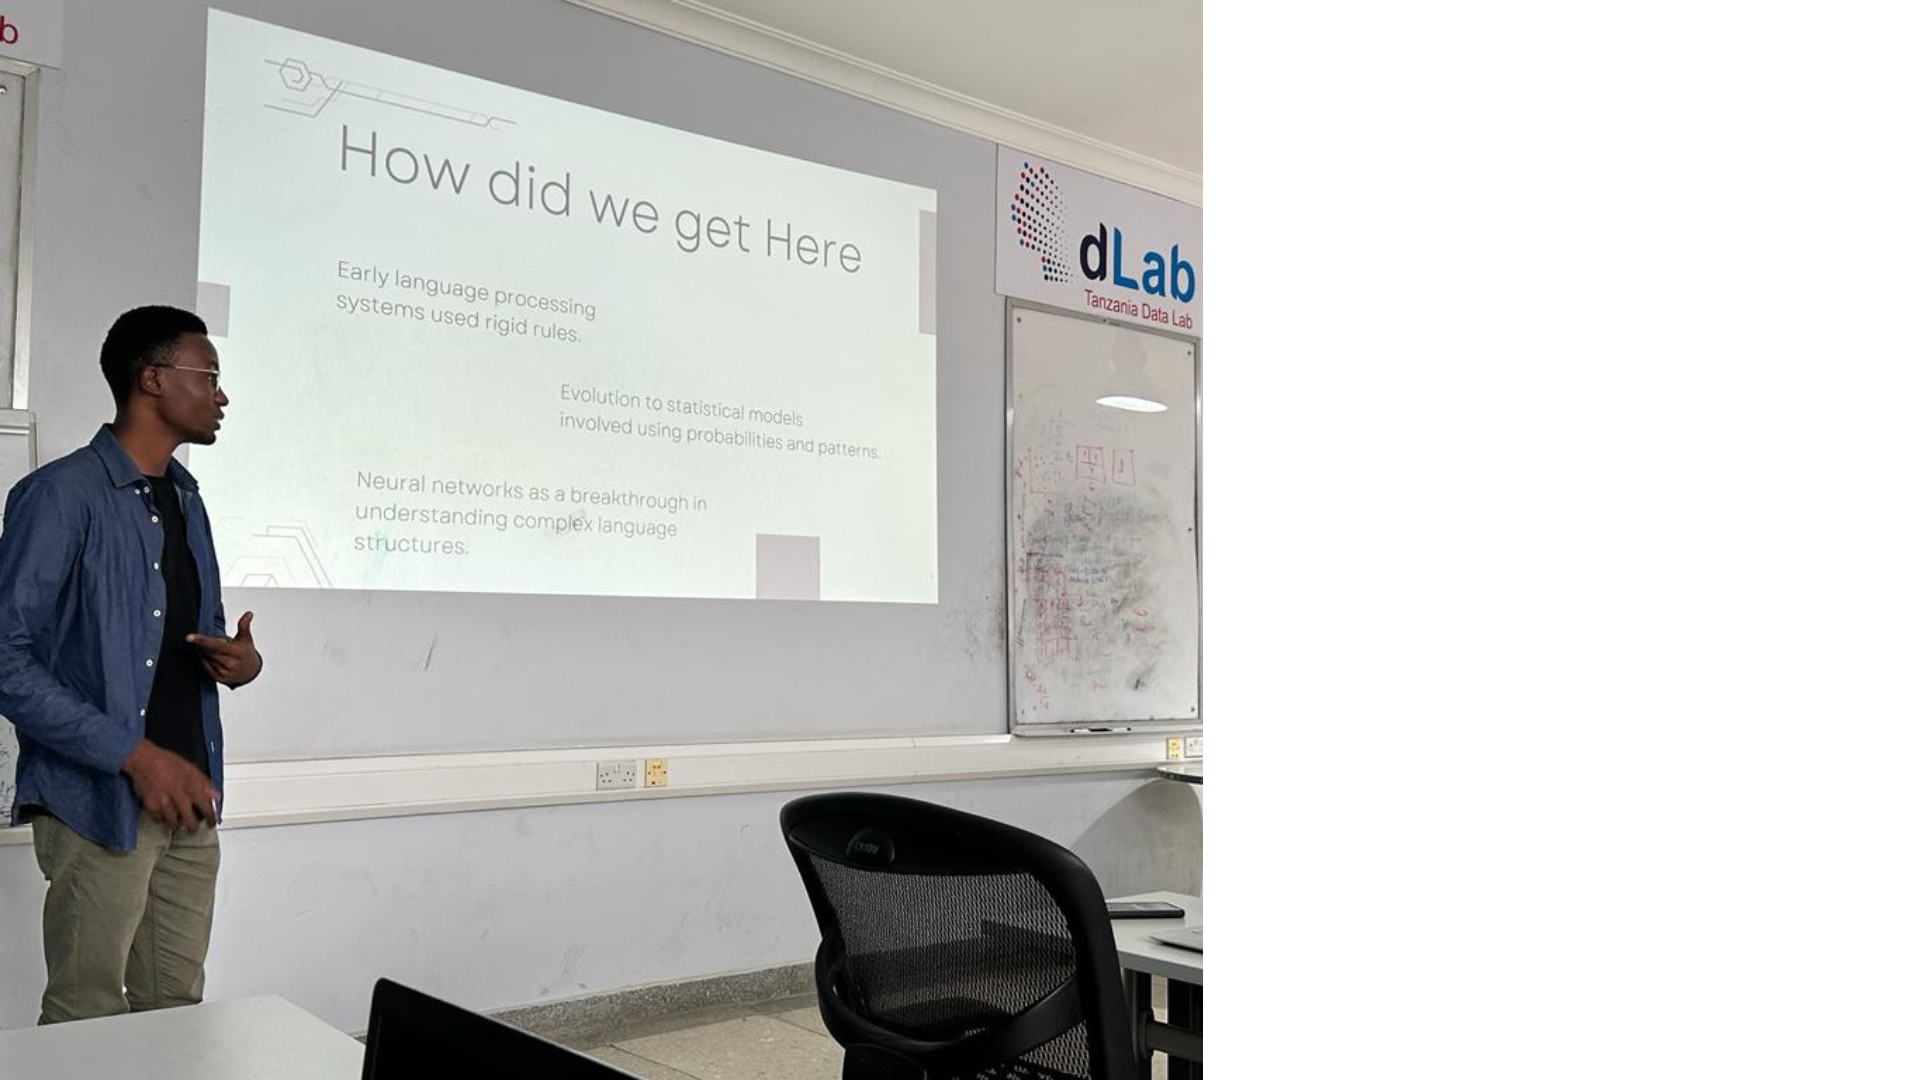 b
How did we get Here
Early language processing
systems used rigid rules.
Evolution to statistical models
involved using probabilities and patterns.
Neural networks as a breakthrough in
understanding complex language
structures.
dLab
Tanzania Data Lab